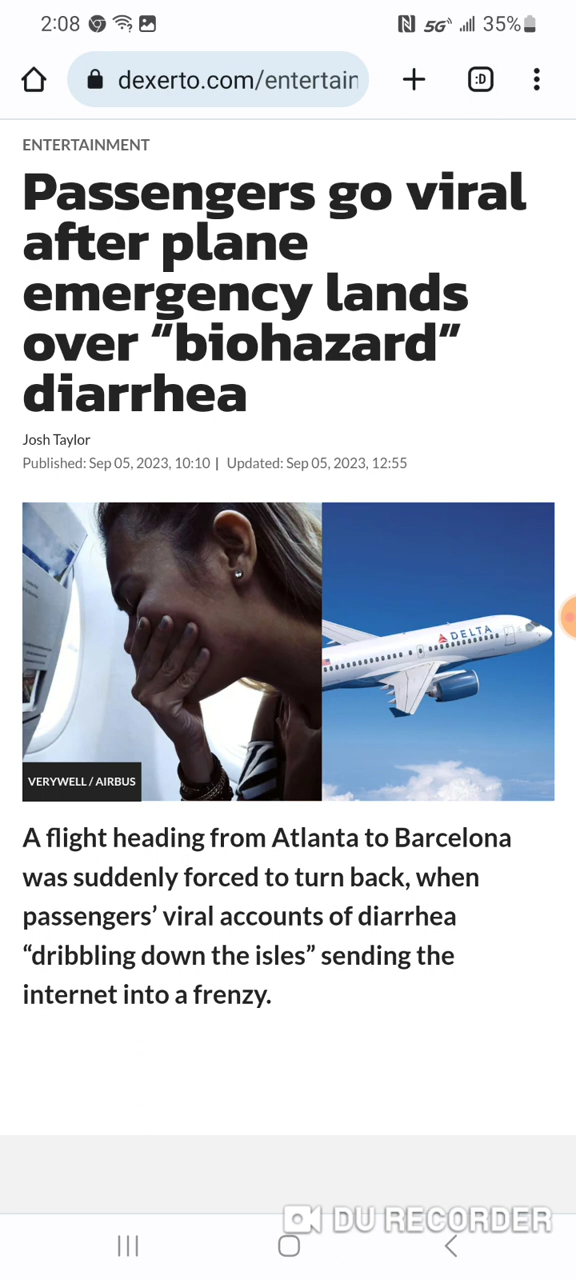 2:08 5G 35%
dexerto.com/entertain :D
ENTERTAINMENT
Passengers go viral
after plane
emergency lands
over “biohazard”
diarrhea
Josh Taylor
Published: Sep 05, 2023, 10:10 | Updated: Sep 05, 2023, 12:55
DELTA
VERYWELL / AIRBUS
A flight heading from Atlanta to Barcelona
was suddenly forced to turn back, when
passengers’ viral accounts of diarrhea
“dribbling down the isles” sending the
internet into a frenzy.
DU RECORDER